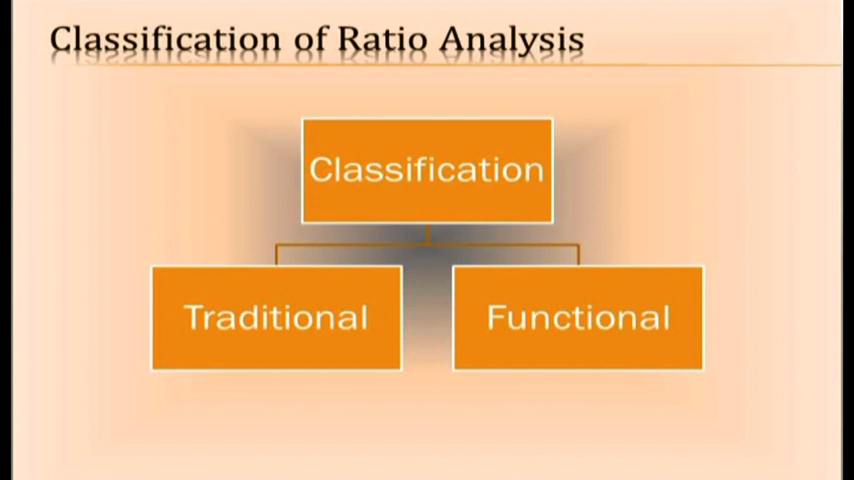 Classification of Ratio Analysis
Classification
Traditional
Functional